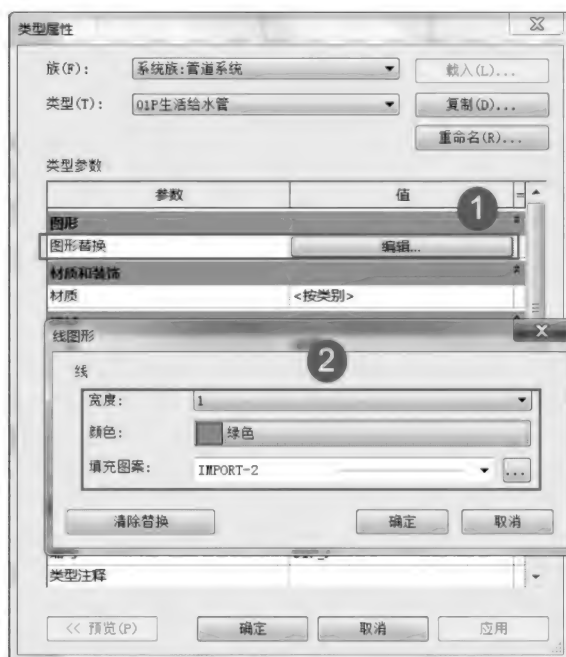 类型属性
族(F): 系统族:管道系统 载入(L)...
类型(T): 01P生活给水管 复制(D)...
重命名(R)...
类型参数
参数 值 =
1
图形
图形替换 编辑...
材质和装饰
材质 <按类别>
线图形
2
线
宽度: 1
颜色: 绿色
填充图案: IMPORT-2 ...
清除替换 确定 取消
类型注释
<< 预览(P) 确定 取消 应用